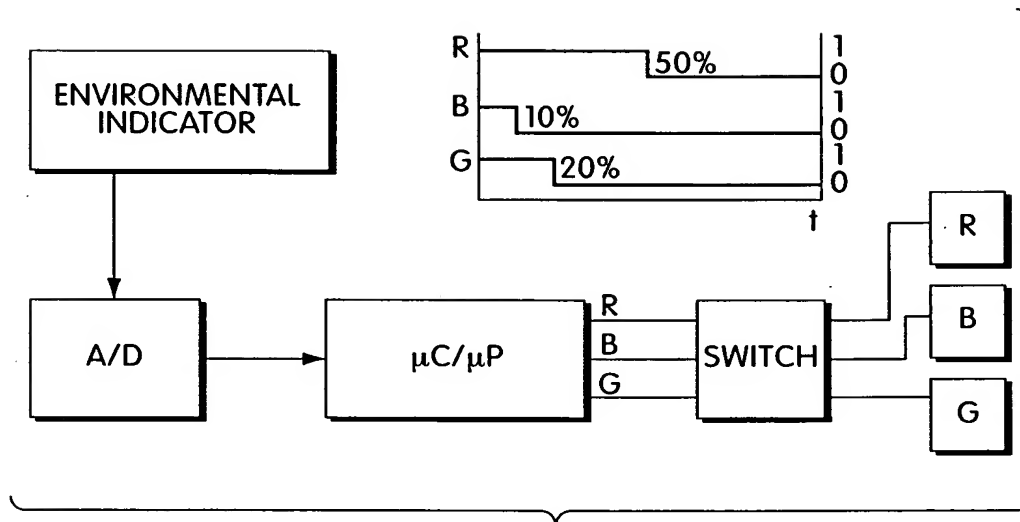 ENVIRONMENTAL
INDICATOR
R
50%
1
0
B
10%
1
0
G
20%
1
0
t
A/D
μC/μP
R
B
G
SWITCH
R
B
G